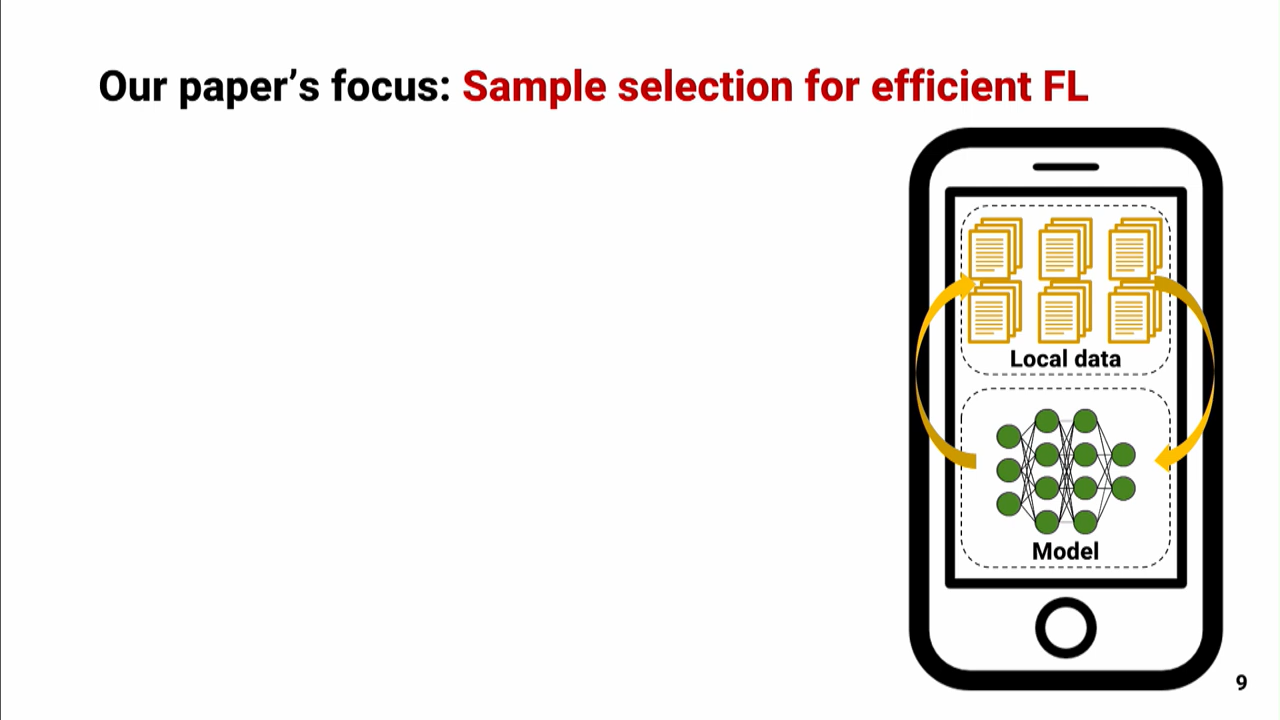 Our paper’s focus: Sample selection for efficient FL
Local data
Model
9